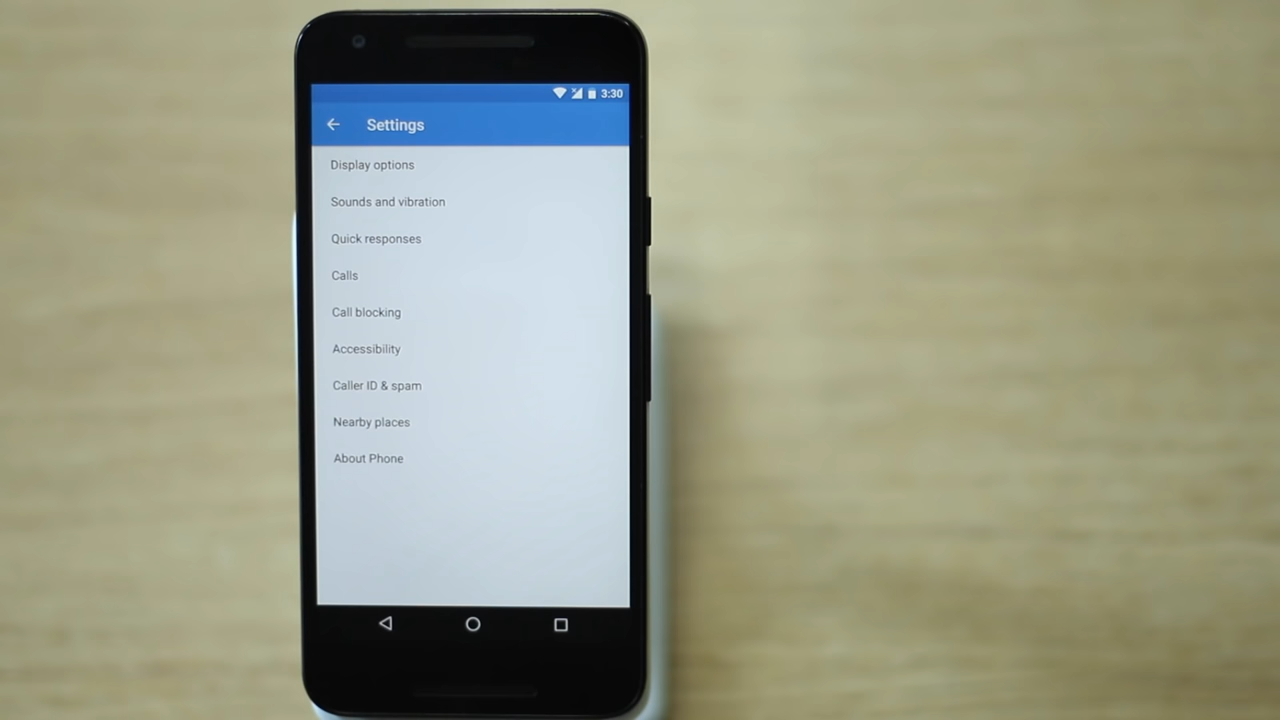 3:30
Settings
Display options
Sounds and vibration
Quick responses
Calls
Call blocking
Accessibility
Caller ID & spam
Nearby places
About Phone